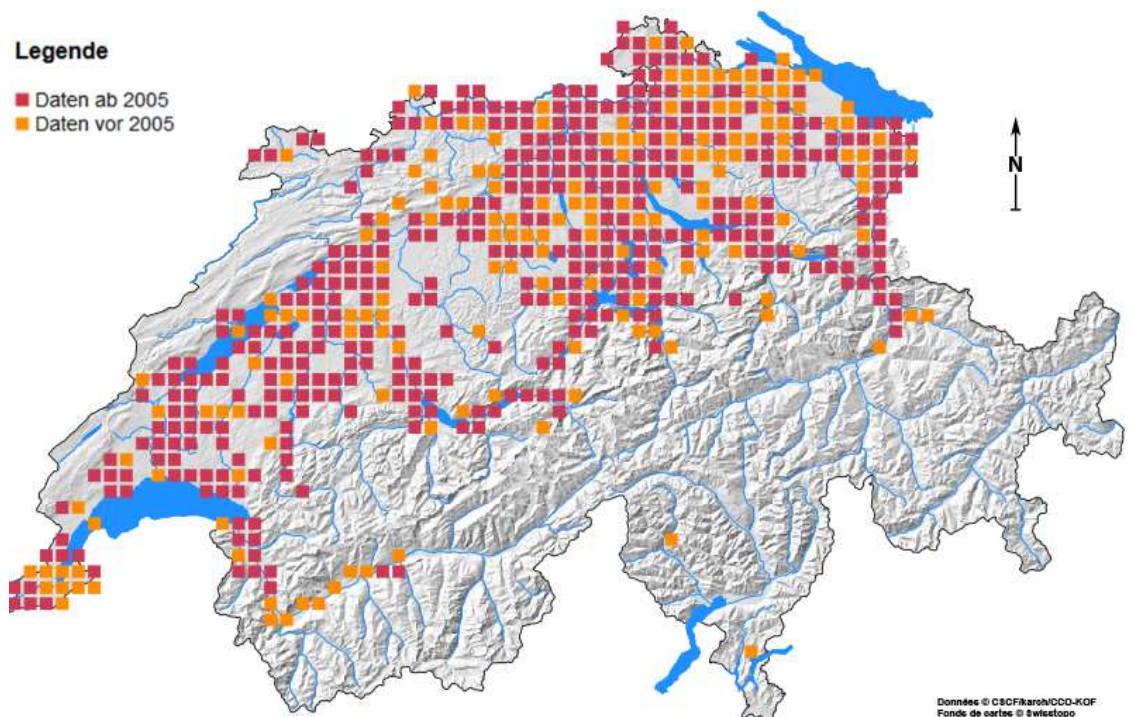 Legende
Daten ab 2005
Daten vor 2005
N
Données © CSCF/karch/CCO-KOF
Fonds de cartes © Swisstopo